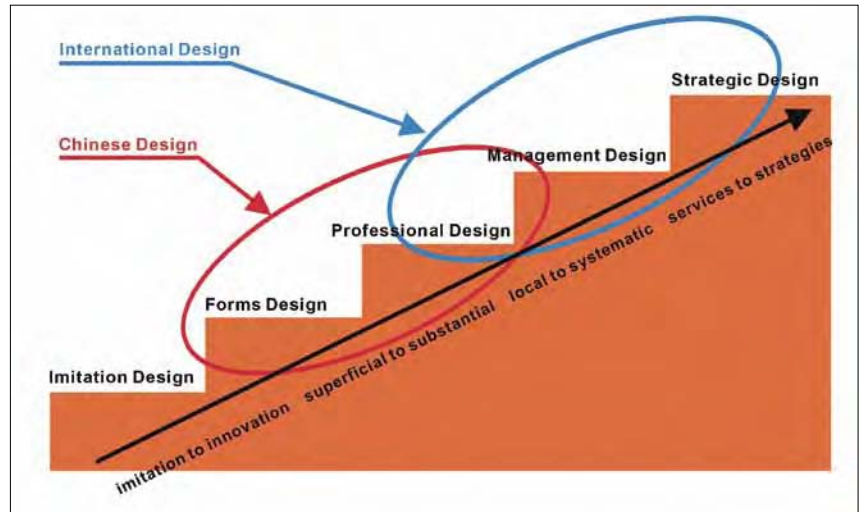 International Design
Strategic Design
Chinese Design
Management Design
Professional Design
Forms Design
Imitation Design
imitation to innovation superficial to substantial local to systematic services to strategies